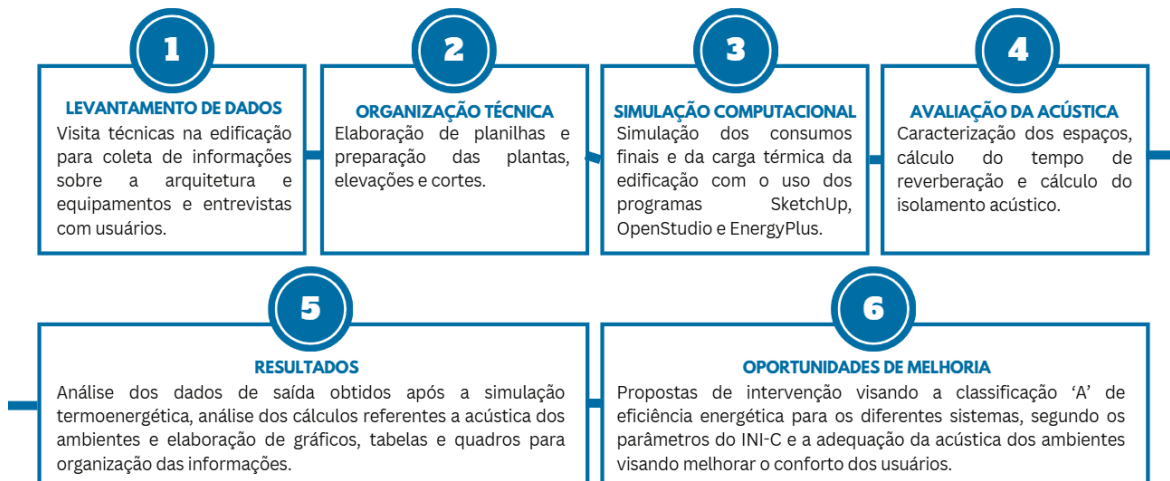 1
LEVANTAMENTO DE DADOS
Visita técnicas na edificação
para coleta de informações
sobre a arquitetura e
equipamentos e entrevistas
com usuários.
2
ORGANIZAÇÃO TÉCNICA
Elaboração de planilhas e
preparação das plantas,
elevações e cortes.
3
SIMULAÇÃO COMPUTACIONAL
Simulação dos consumos
finais e da carga térmica da
edificação com o uso dos
programas SketchUp,
OpenStudio e EnergyPlus.
4
AVALIAÇÃO DA ACÚSTICA
Caracterização dos espaços,
cálculo do tempo de
reverberação e cálculo do
isolamento acústico.
5
RESULTADOS
Análise dos dados de saída obtidos após a simulação
termoenergética, análise dos cálculos referentes a acústica dos
ambientes e elaboração de gráficos, tabelas e quadros para
organização das informações.
6
OPORTUNIDADES DE MELHORIA
Propostas de intervenção visando a classificação ‘A’ de
eficiência energética para os diferentes sistemas, segundo os
parâmetros do INI-C e a adequação da acústica dos ambientes
visando melhorar o conforto dos usuários.